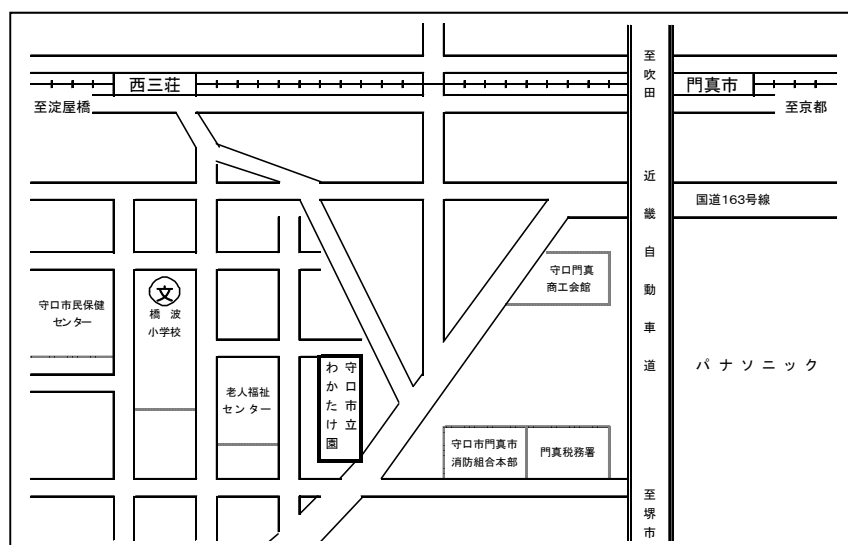 西三荘
門真市
至淀屋橋
至京都
至吹田
近畿自動車道
至堺市
国道163号線
守口門真
商工会館
守口市民保健
センター
文
橋波
小学校
パナソニック
老人福祉
センター
守口市立
わかたけ園
守口市門真市
消防組合本部
門真税務署